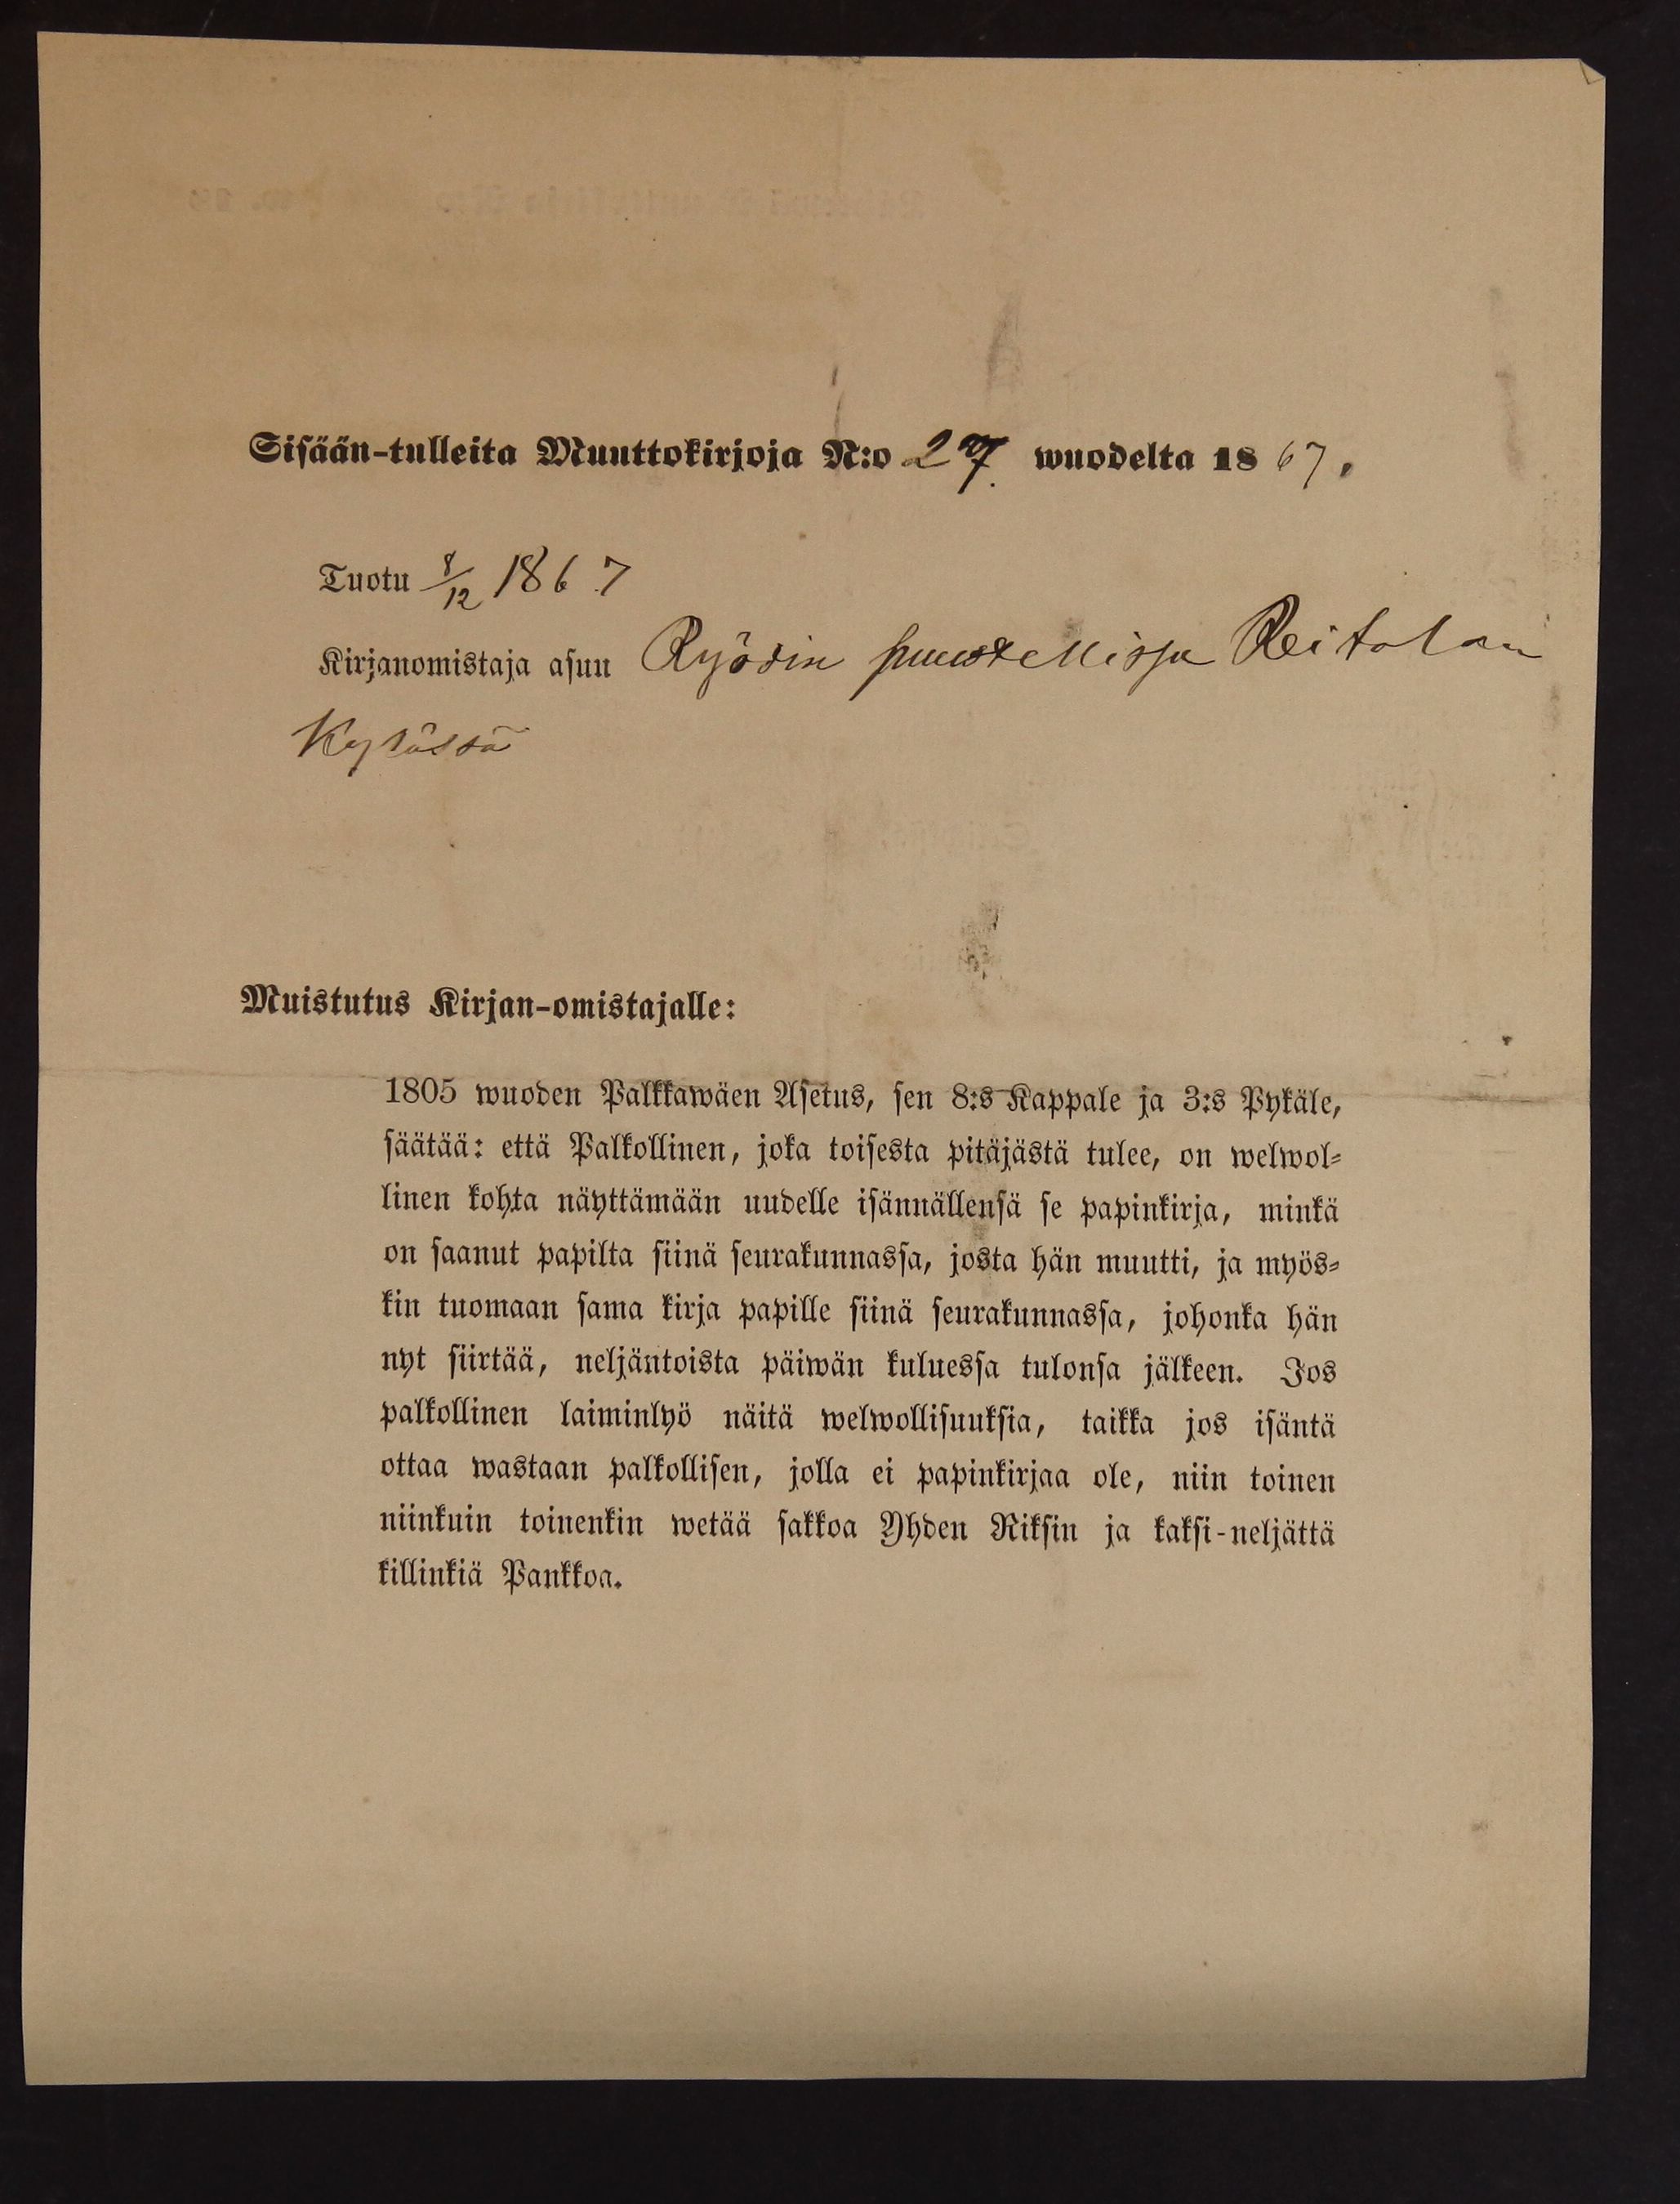 Sisään-tulleita Muuttokirjoja N:o 27. wuodelta 1867.
Tuotu 8/12 1867
Kirjanomistaja asuu Ryödin puustellissa Reitolan
Kylässä
Muistutus Kirjan-omistajalle:
1805 wuoden Palkkawäen Asetus, sen 8:s Kappale ja 3:s Pykäle,
säätää: että Palkollinen, joka toisesta pitäjästä tulee, on welwol-
linen kohta näyttämään uudelle isännällensä se papinkirja, minkä
on saanut papilta siinä seurakunnassa, josta hän muutti, ja myös-
kin tuomaan sama kirja papille siinä seurakunnassa, johonka hän
nyt siirtää, neljäntoista päiwän kuluessa tulonsa jälkeen. Jos
palkollinen laiminlyö näitä welwollisuuksia, taikka jos isäntä
ottaa wastaan palkollisen, jolla ei papinkirjaa ole, niin toinen
niinkuin toinenkin wetää sakkoa Yhden Riksin ja kaksi-neljättä
killinkiä Pankkoa.